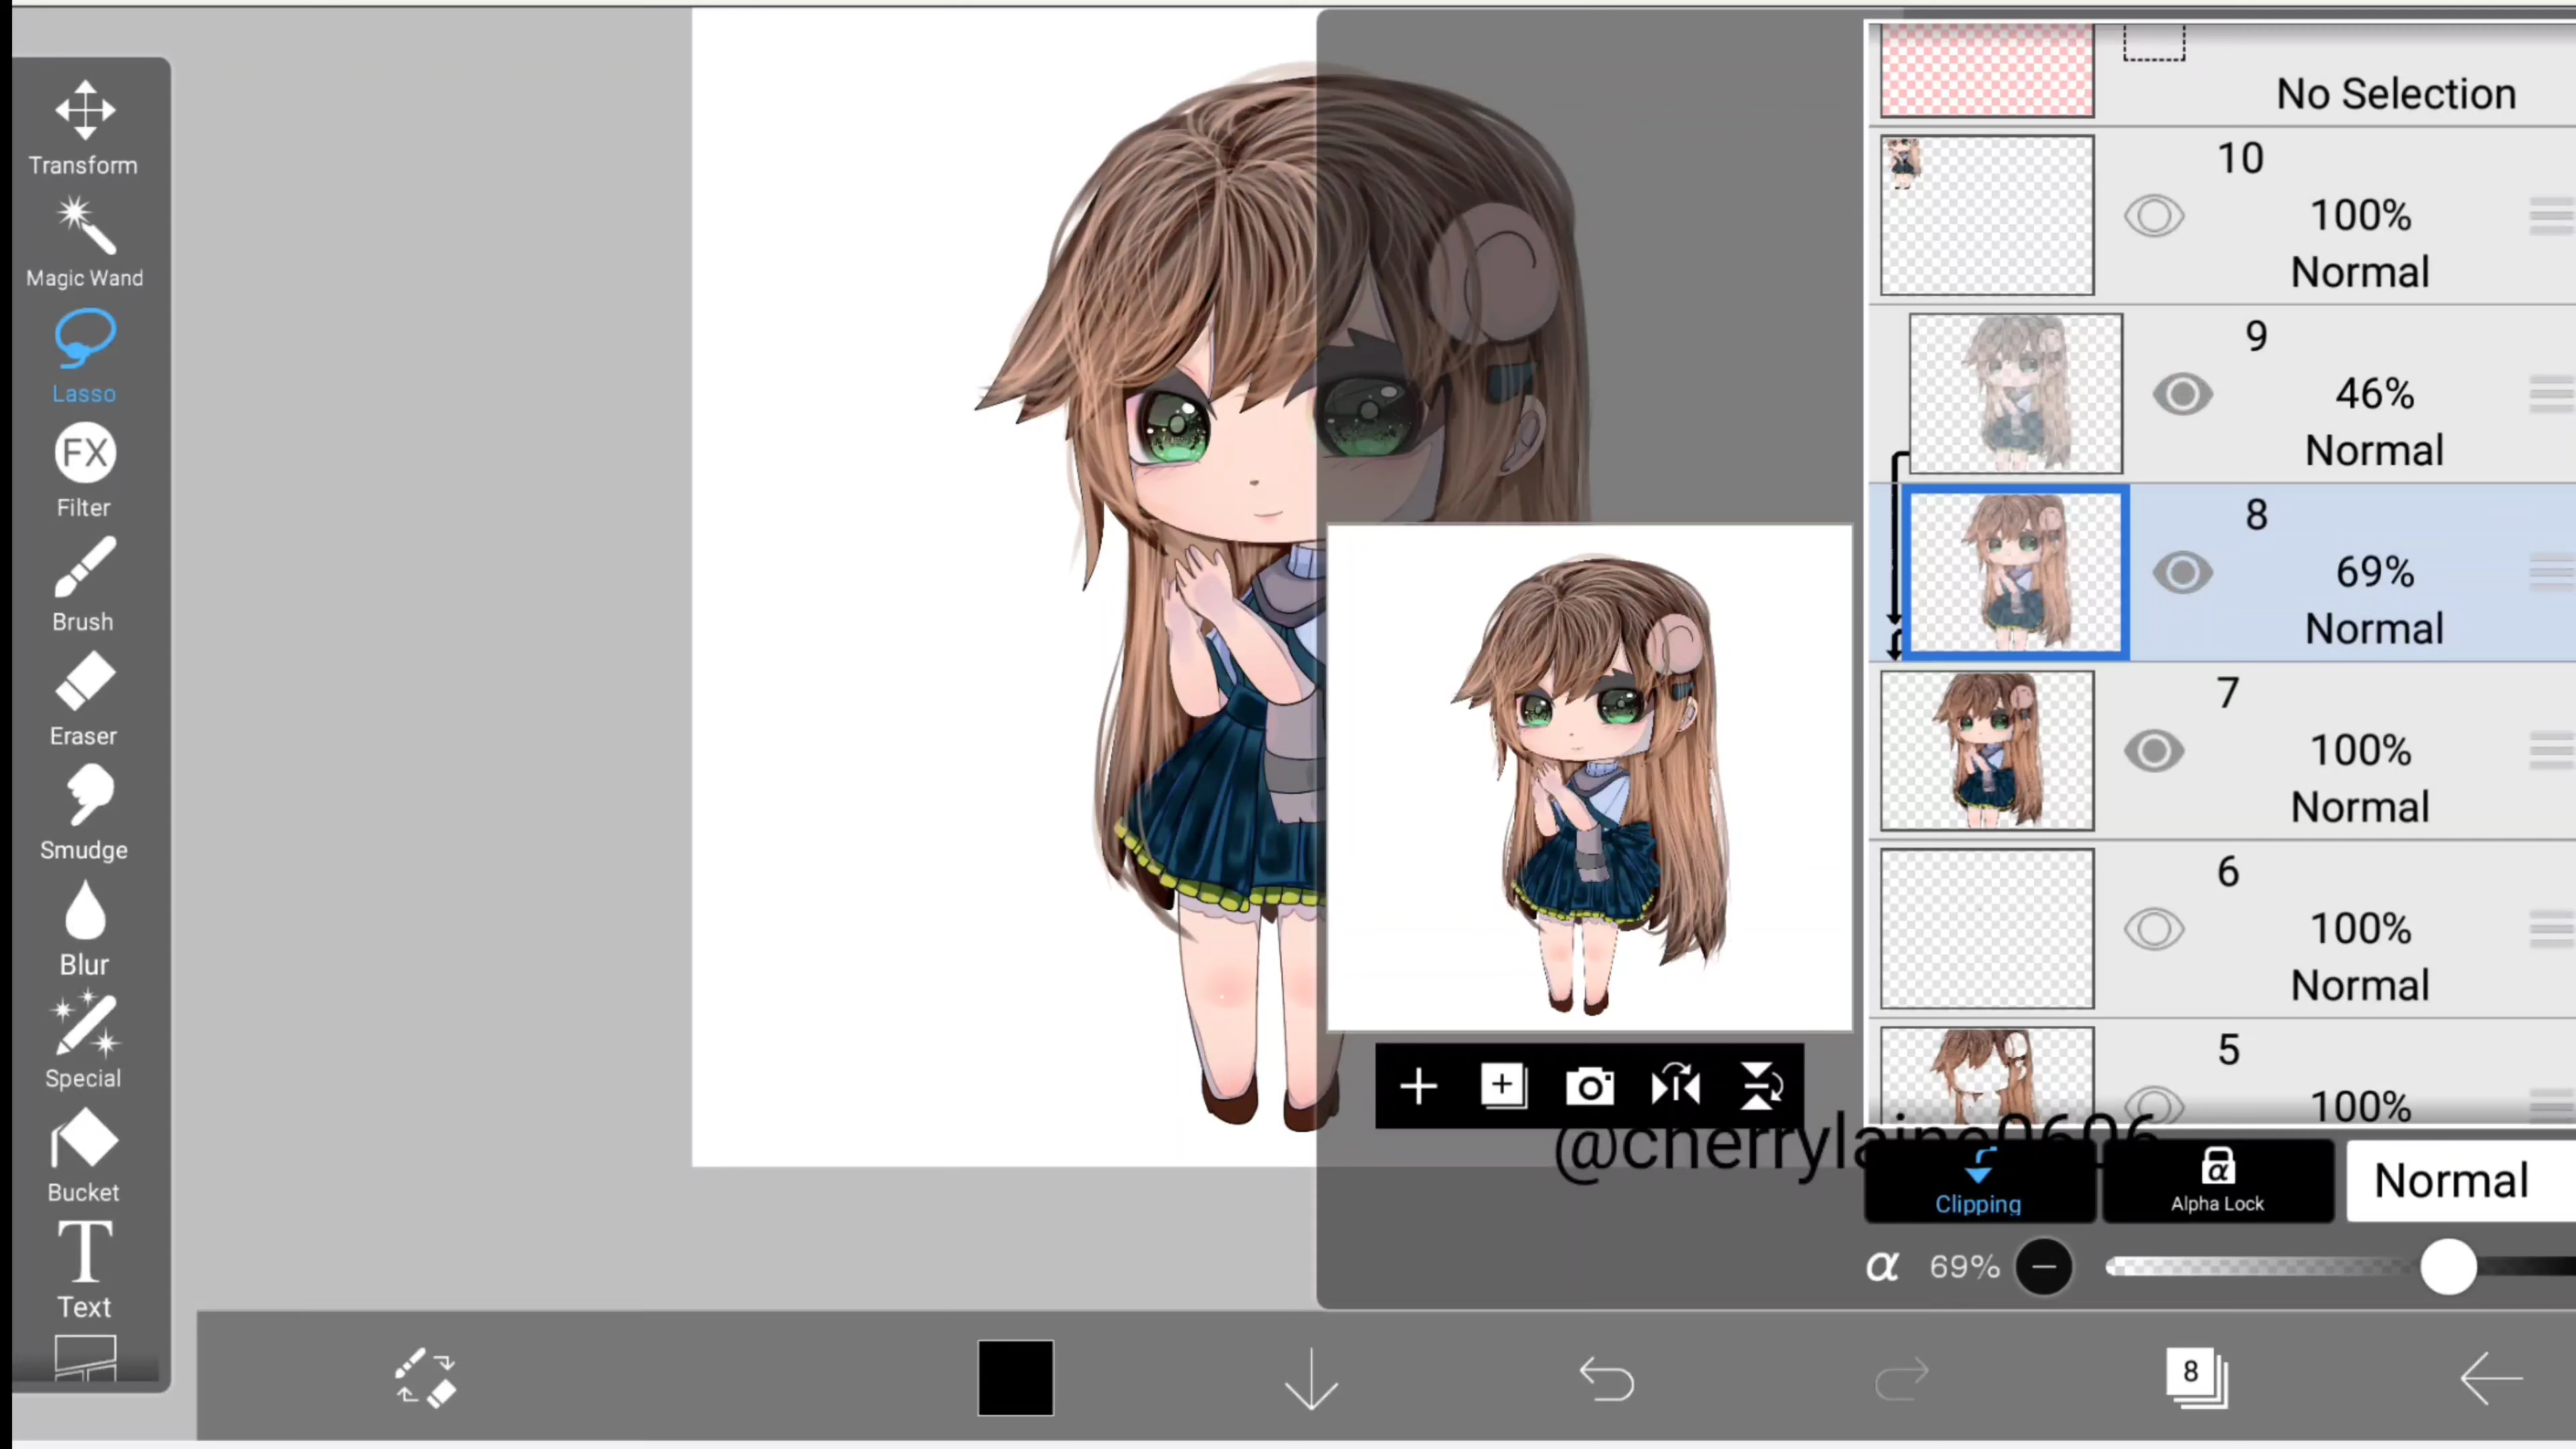 Transform
Magic Wand
Lasso
FX
Filter
Brush
Eraser
Smudge
Blur
Special
Bucket
T
Text
No Selection
10
100%
Normal
9
46%
Normal
8
69%
Normal
7
100%
Normal
6
100%
Normal
5
100%
@cherrylaine0606
Clipping
α
Alpha Lock
Normal
α 69%
8